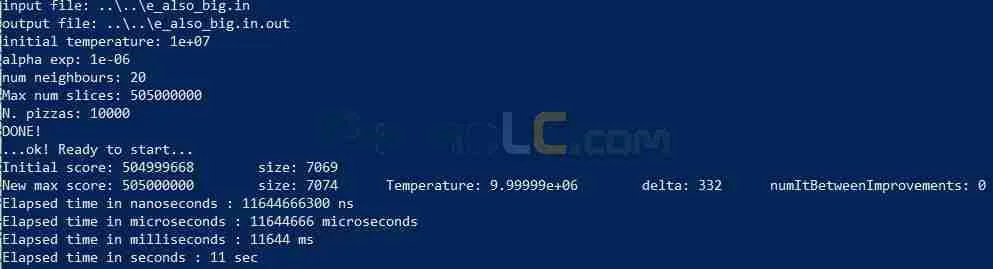 input file: ..\..\e_also_big.in
output file: ..\..\e_also_big.in.out
initial temperature: 1e+07
alpha exp: 1e-06
num neighbours: 20
Max num slices: 505000000
N. pizzas: 10000
DONE!
...ok! Ready to start...
Initial score: 504999668 size: 7069
New max score: 505000000 size: 7074 Temperature: 9.99999e+06 delta: 332 numItBetweenImprovements: 0
Elapsed time in nanoseconds : 11644666300 ns
Elapsed time in microseconds : 11644666 microseconds
Elapsed time in milliseconds : 11644 ms
Elapsed time in seconds : 11 sec